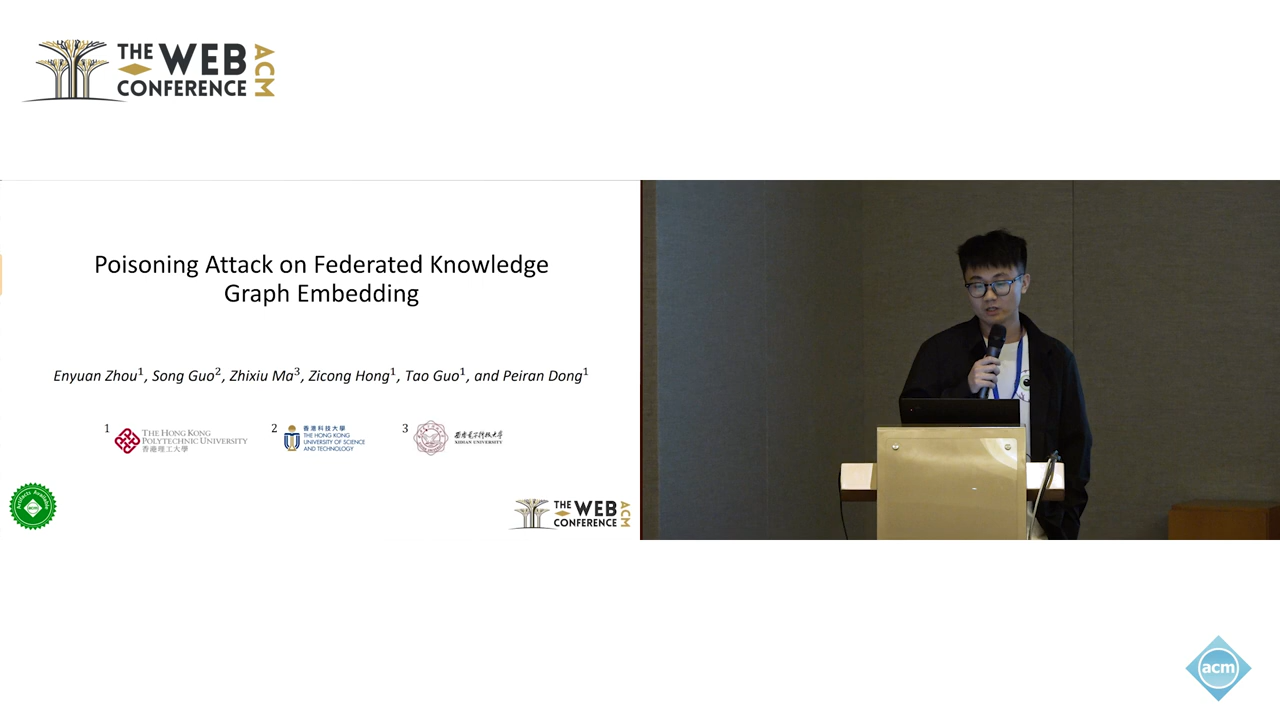 THE WEB
CONFERENCE
ACM
Poisoning Attack on Federated Knowledge
Graph Embedding
Enyuan Zhou1, Song Guo2, Zhixiu Ma3, Zicong Hong1, Tao Guo1, and Peiran Dong1
1
THE HONG KONG
POLYTECHNIC UNIVERSITY
香港理工大學
2
香港科技大學
THE HONG KONG
UNIVERSITY OF SCIENCE
AND TECHNOLOGY
3
XIDIAN UNIVERSITY
Artifacts Available
acm
THE WEB
CONFERENCE
ACM
acm